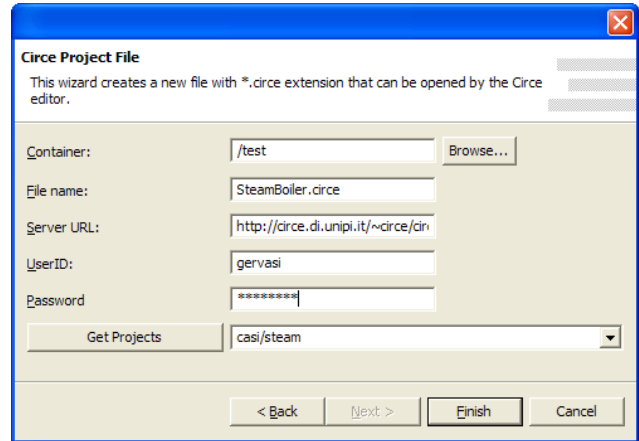 Circe Project File
This wizard creates a new file with *.circe extension that can be opened by the Circe
editor.
Container: /test Browse...
File name: SteamBoiler.circe
Server URL: http://circe.di.unipi.it/~circe/cir
UserID: gervasi
Password ********
Get Projects casi/steam
< Back Next > Finish Cancel